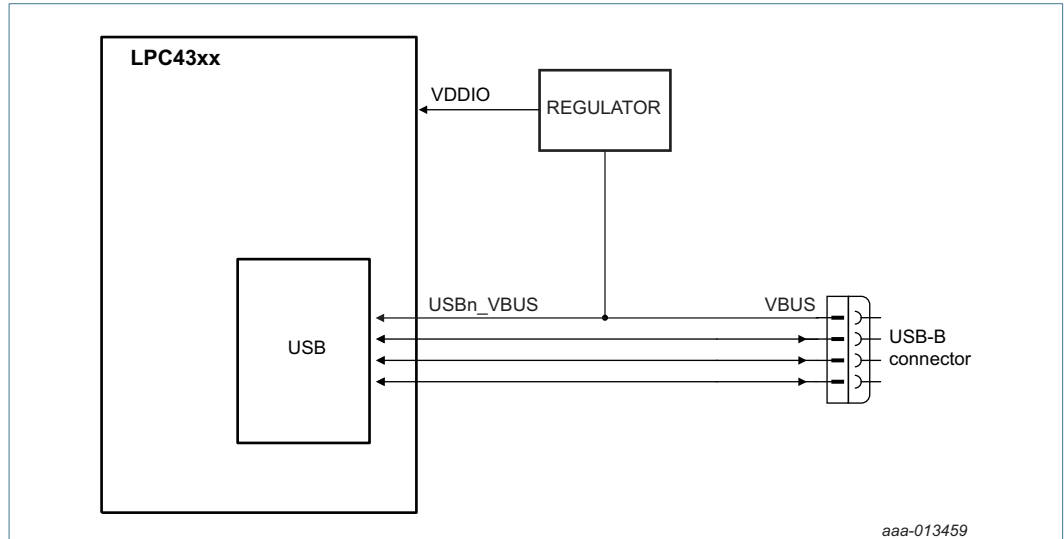 LPC43xx
VDDIO
REGULATOR
USBn_VBUS
VBUS
USB
USB-B
connector
aaa-013459